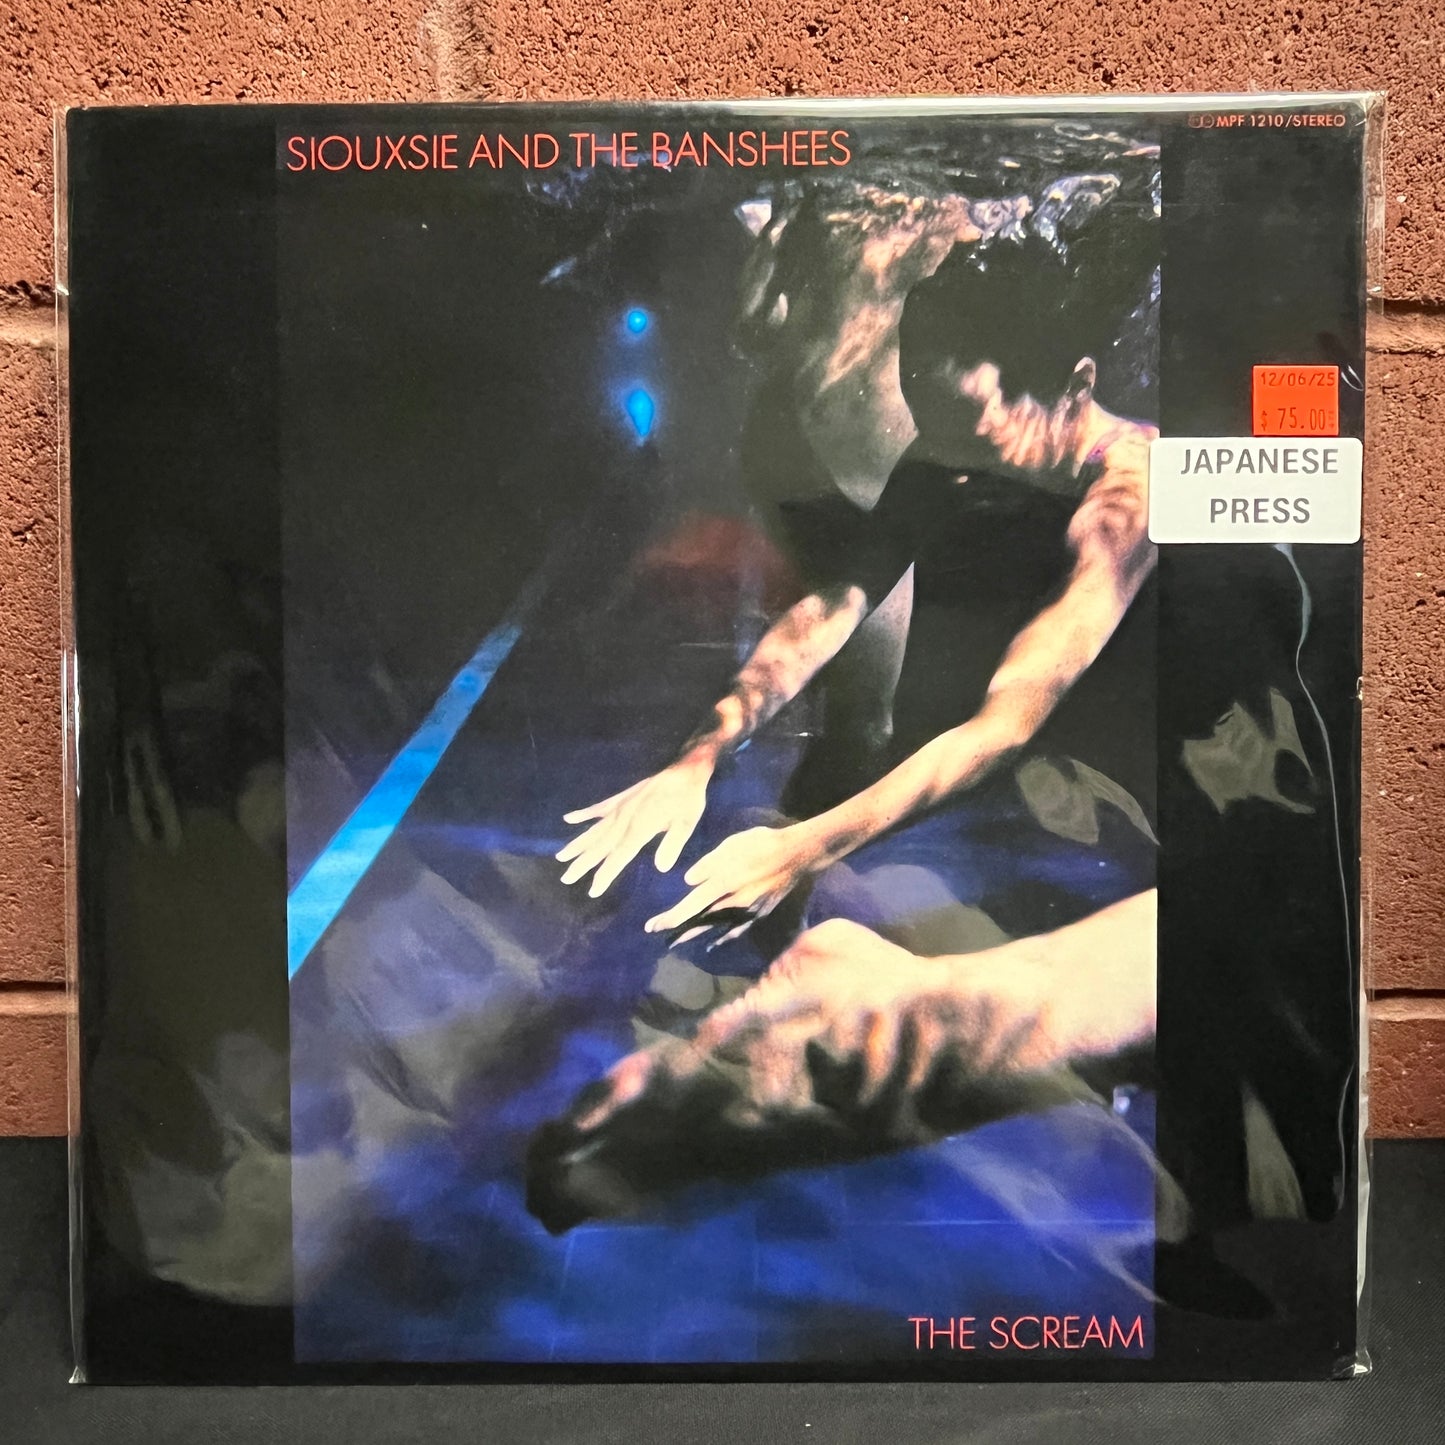 SIOUXSIE AND THE BANSHEES
MPF 1210/STEREO
12/06/25
$ 75.00
JAPANESE
PRESS
THE SCREAM